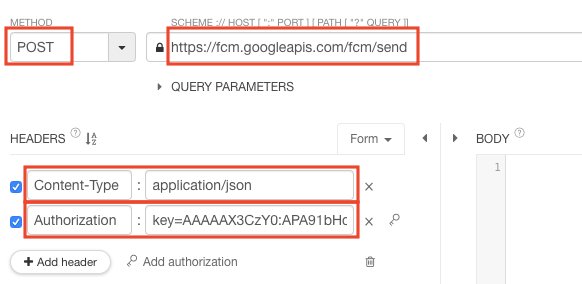 METHOD
SCHEME :// HOST [ ":" PORT ] [ PATH [ "?" QUERY ]]
POST
https://fcm.googleapis.com/fcm/send
QUERY PARAMETERS
HEADERS ? A Z
Form
BODY ?
Content-Type : application/json ×
1
Authorization : key=AAAAAX3CzY0:APA91bHc ×
+ Add header
Add authorization